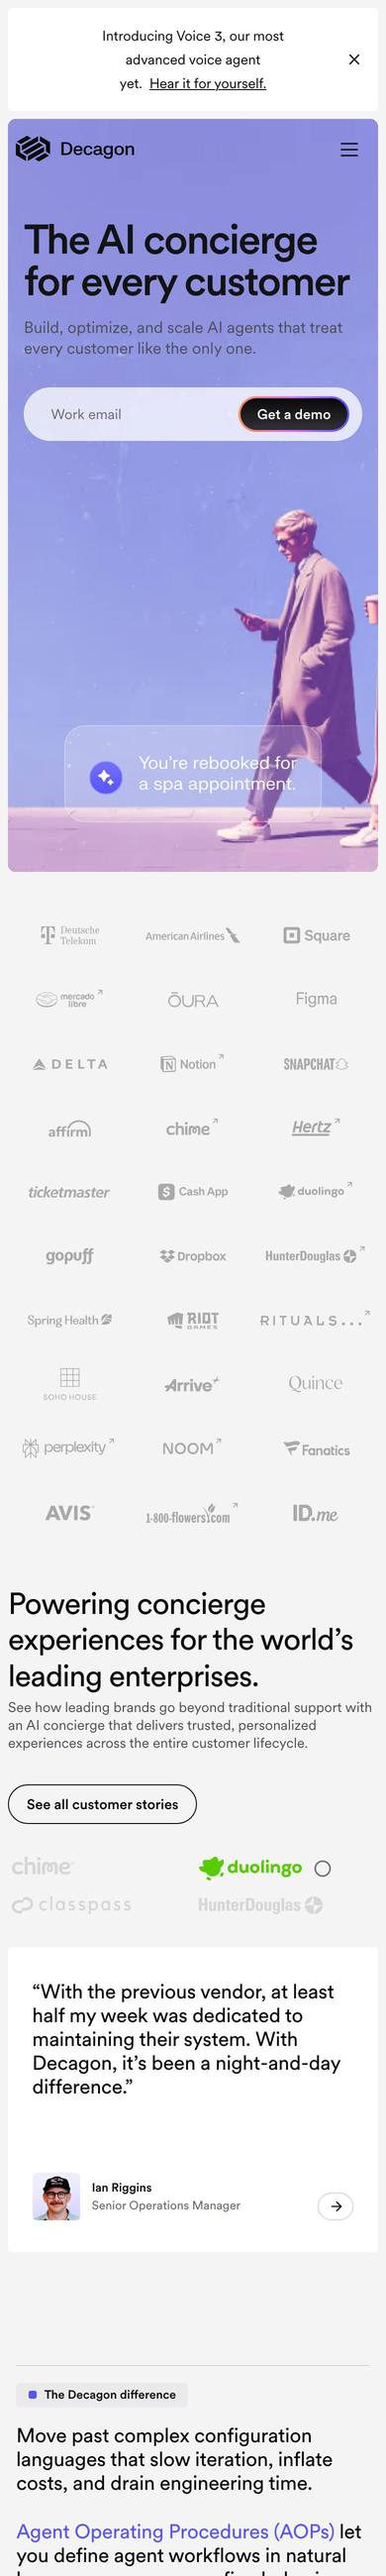 Introducing Voice 3, our most
advanced voice agent
yet. Hear it for yourself.
Decagon
The AI concierge
for every customer
Build, optimize, and scale AI agents that treat
every customer like the only one.
Work email
Get a demo
You're rebooked for
a spa appointment.
Deutsche
Telekom
American Airlines
Square
mercado
libre
ŌURA
Figma
DELTA
Notion
SNAPCHAT
affirm
chime
Hertz
ticketmaster
Cash App
duolingo
gopuff
Dropbox
HunterDouglas
Spring Health
RIOT
GAMES
RITUALS...
SOHO HOUSE
Arrive
Quince
perplexity
NOOM
Fanatics
AVIS
1-800-flowers.com
ID.me
Powering concierge
experiences for the world's
leading enterprises.
See how leading brands go beyond traditional support with
an AI concierge that delivers trusted, personalized
experiences across the entire customer lifecycle.
See all customer stories
chime
duolingo
classpass
HunterDouglas
“With the previous vendor, at least
half my week was dedicated to
maintaining their system. With
Decagon, it's been a night-and-day
difference.”
Ian Riggins
Senior Operations Manager
The Decagon difference
Move past complex configuration
languages that slow iteration, inflate
costs, and drain engineering time.
Agent Operating Procedures (AOPs) let
you define agent workflows in natural